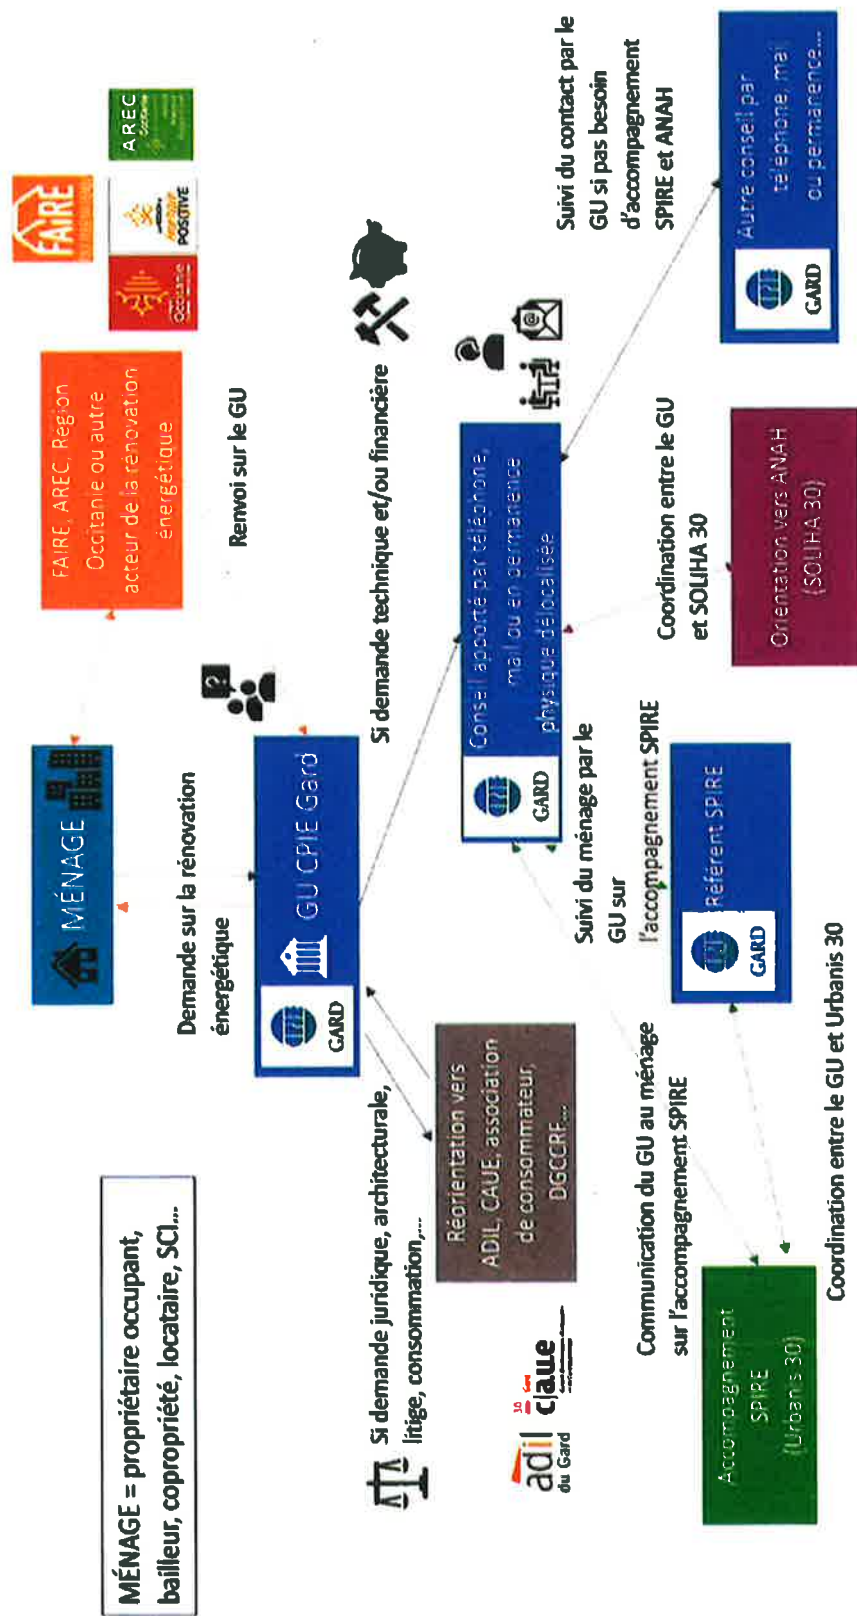 MÉNAGE = propriétaire occupant,
bailleur, copropriété, locataire, SCI...
MÉNAGE
FAIRE, AREC, Région
Occitanie ou autre
acteur de la rénovation
énergétique
FAIRE
Occitanie
POSITIVE
AREC
Occitanie
Demande sur la rénovation
énergétique
Renvoi sur le GU
GARD
GU CPIE Gard
Si demande juridique, architecturale,
litige, consommation,...
Si demande technique et/ou financière
adil
du Gard
30
c|aue
Réorientation vers
ADIL, CAUE, association
de consommateur,
DGCCRF...
GARD
Conseil apporté par téléphone,
mail ou en permanence
physique délocalisée
Communication du GU au ménage
sur l'accompagnement SPIRE
Suivi du ménage par le
GU sur
l'accompagnement SPIRE
Coordination entre le GU
et SOLIHA 30
Suivi du contact par le
GU si pas besoin
d'accompagnement
SPIRE et ANAH
Accompagnement
SPIRE
(Urbanis 30)
GARD
Référent SPIRE
Orientation vers ANAH
(SOLIHA 30)
GARD
Autre conseil par
téléphone, mail
ou permanence...
Coordination entre le GU et Urbanis 30